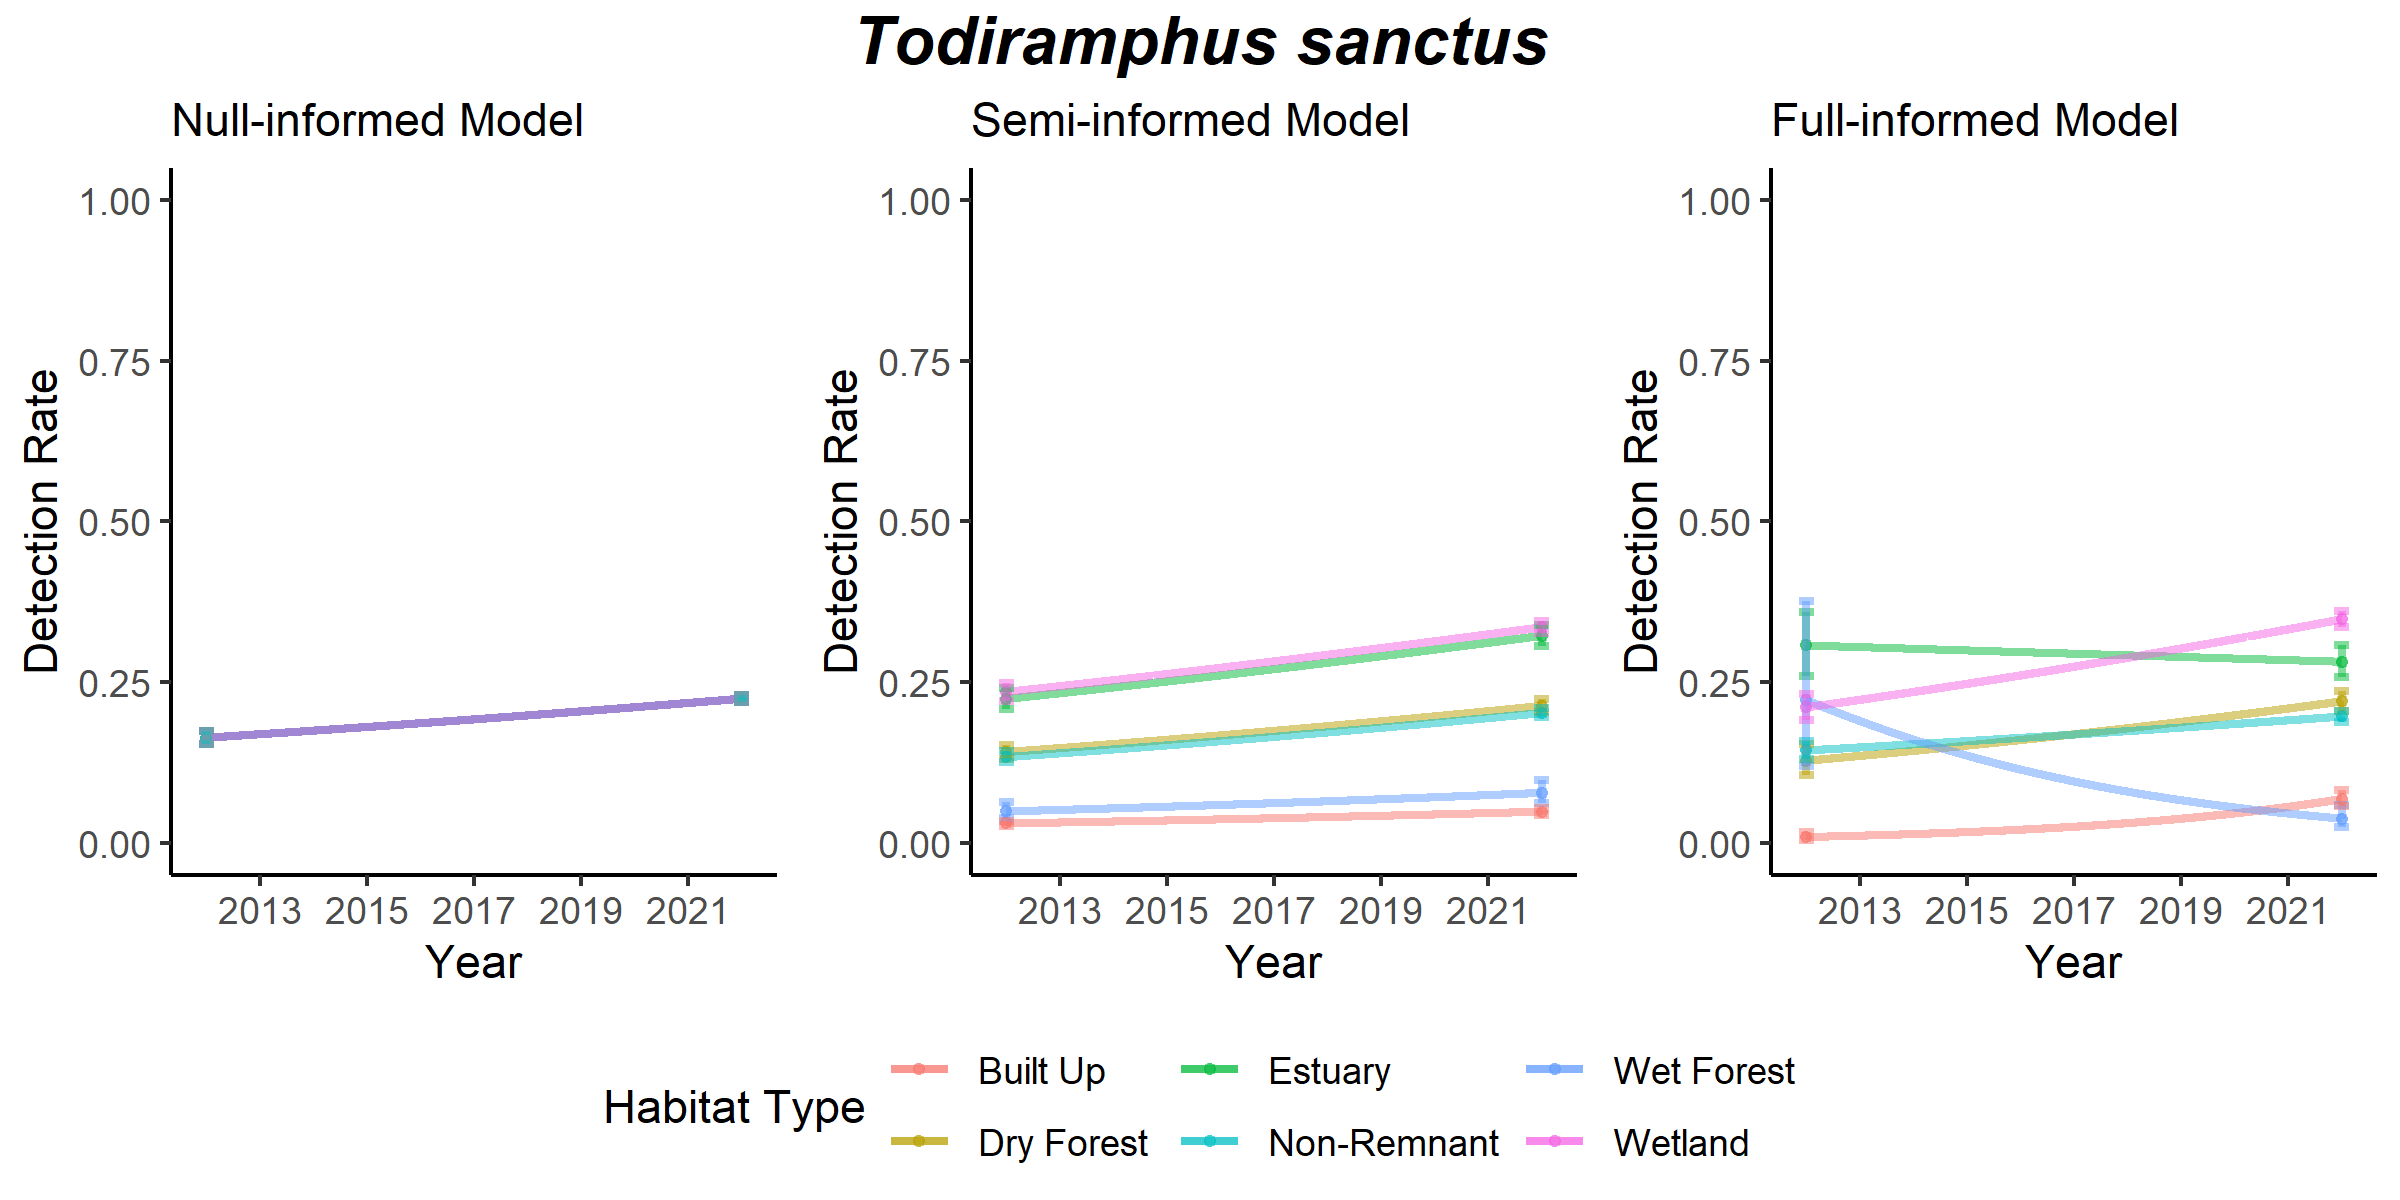 Todiramphus sanctus
Null-informed Model
Semi-informed Model
Full-informed Model
Detection Rate
1.00
0.75
0.50
0.25
0.00
2013 2015 2017 2019 2021
Year
Detection Rate
1.00
0.75
0.50
0.25
0.00
2013 2015 2017 2019 2021
Year
Detection Rate
1.00
0.75
0.50
0.25
0.00
2013 2015 2017 2019 2021
Year
Habitat Type
Built Up
Estuary
Wet Forest
Dry Forest
Non-Remnant
Wetland